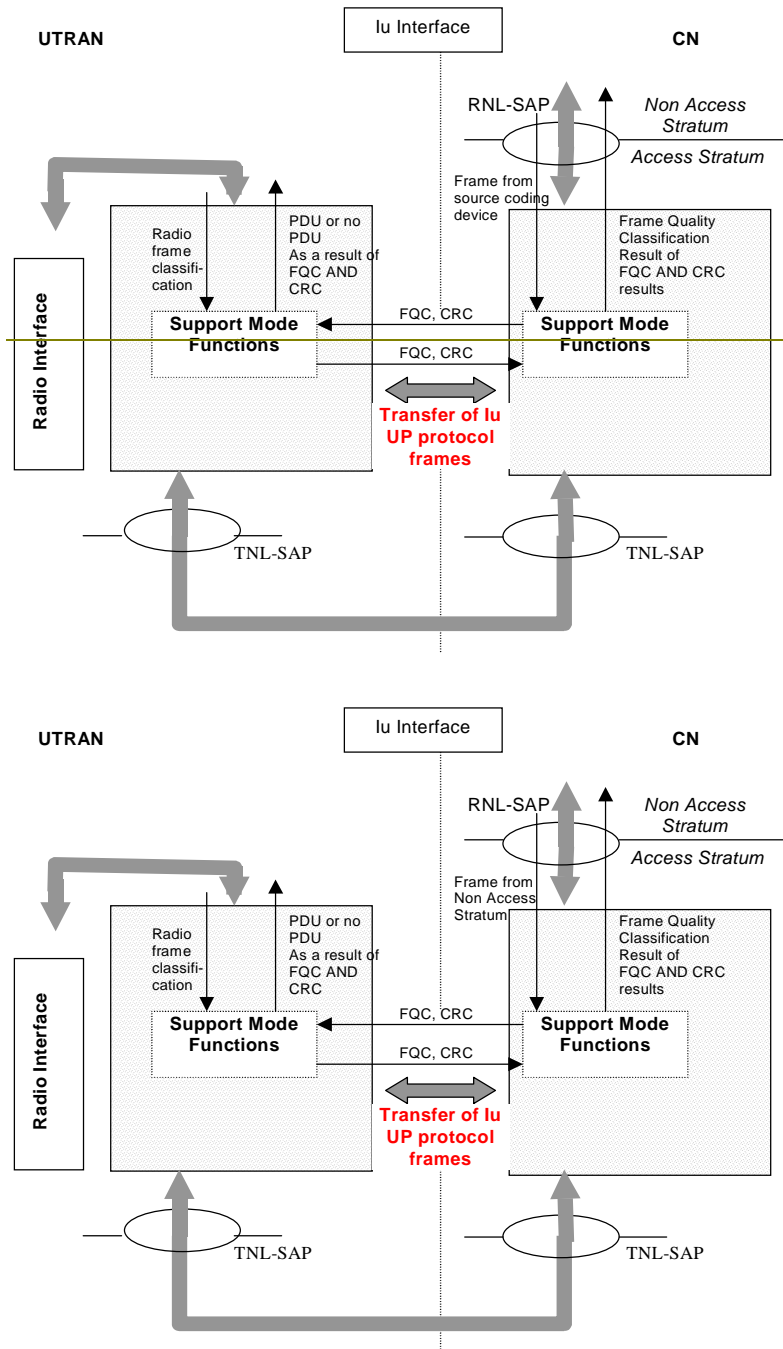 Iu Interface
UTRAN
CN
RNL-SAP
Non Access
Stratum
Access Stratum
Frame from
source coding
device
Radio
frame
classifi-
cation
PDU or no
PDU
As a result of
FQC AND
CRC
Frame Quality
Classification
Result of
FQC AND CRC
results
Radio Interface
Support Mode
Functions
FQC, CRC
FQC, CRC
Support Mode
Functions
Transfer of Iu
UP protocol
frames
TNL-SAP
TNL-SAP
Iu Interface
UTRAN
CN
RNL-SAP
Non Access
Stratum
Access Stratum
Frame from
Non Access
Stratum
Radio
frame
classifi-
cation
PDU or no
PDU
As a result of
FQC AND
CRC
Frame Quality
Classification
Result of
FQC AND CRC
results
Radio Interface
Support Mode
Functions
FQC, CRC
FQC, CRC
Support Mode
Functions
Transfer of Iu
UP protocol
frames
TNL-SAP
TNL-SAP